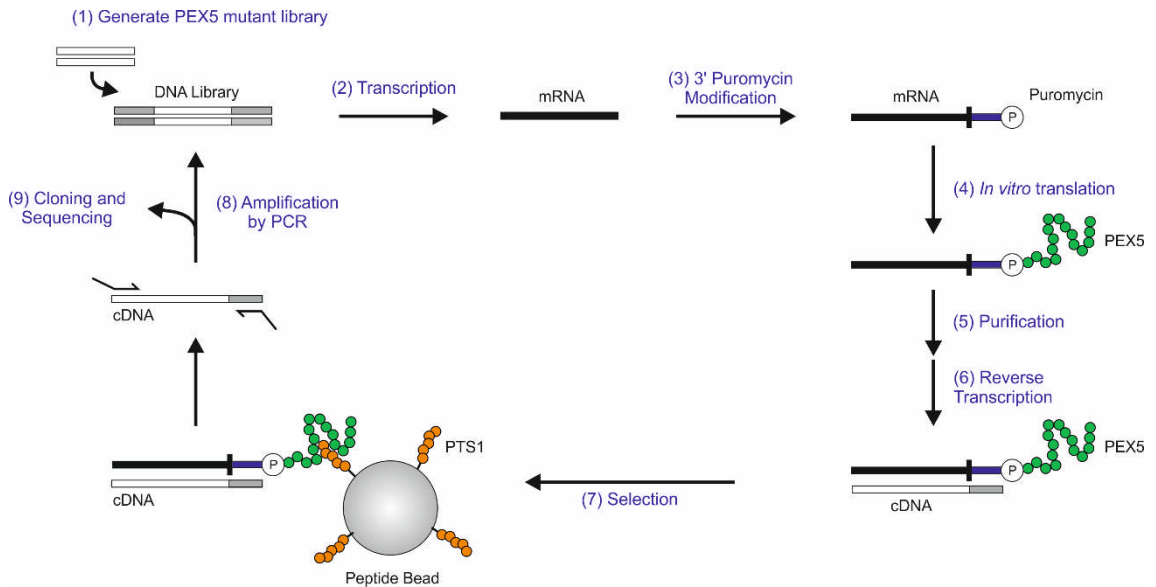 (1) Generate PEX5 mutant library
DNA Library
(2) Transcription
mRNA
(3) 3' Puromycin
Modification
mRNA
Puromycin
P
(4) In vitro translation
P
PEX5
(5) Purification
(6) Reverse
Transcription
P
PEX5
cDNA
(7) Selection
PTS1
P
cDNA
Peptide Bead
cDNA
(8) Amplification
by PCR
(9) Cloning and
Sequencing